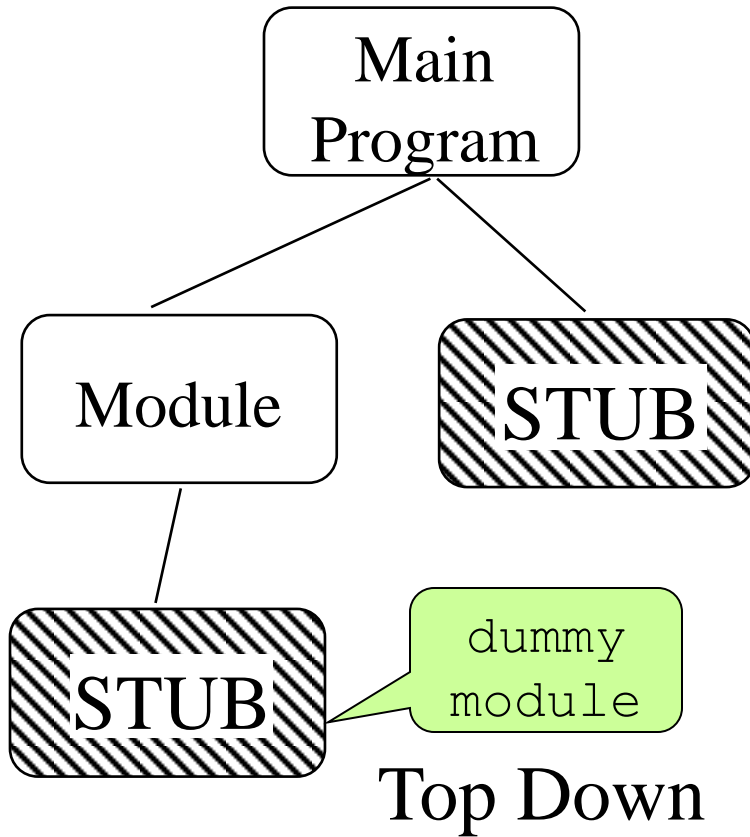 Main
Program
Module
STUB
STUB
dummy
module
Top Down